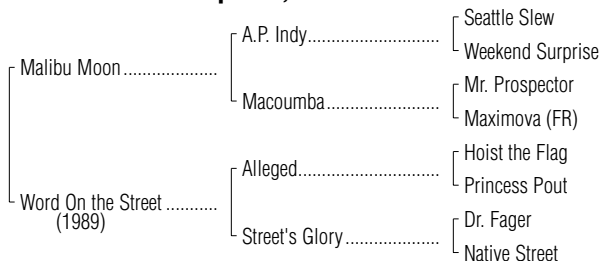 Seattle Slew
A.P. Indy
Weekend Surprise
Malibu Moon
Mr. Prospector
Macoumba
Maximova (FR)
Hoist the Flag
Alleged
Princess Pout
Word On the Street
(1989)
Dr. Fager
Street's Glory
Native Street